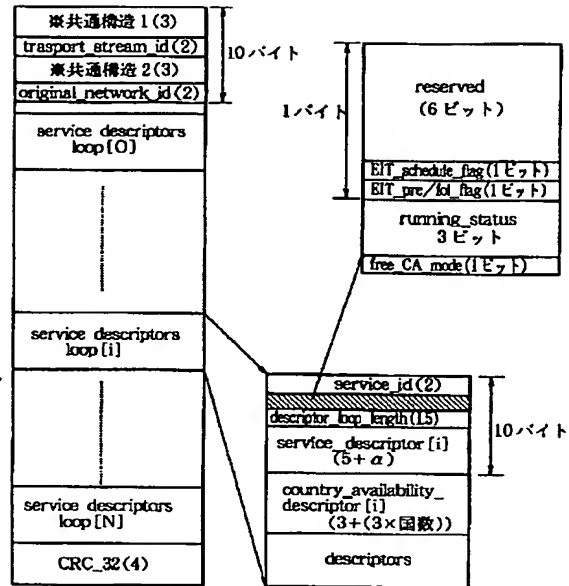 ※共通構造1(3)
trasport_stream_id(2)
※共通構造2(3)
original_network_id(2)
10バイト
service descriptors
loop[0]
service descriptors
loop[i]
service descriptors
loop[N]
CRC_32(4)
1バイト
reserved
(6ビット)
EIT_schedule_flag(1ビット)
EIT_pre/fol_flag(1ビット)
running_status
3ビット
free_CA_mode(1ビット)
service_id(2)
descriptor_loop_length(1.5)
service_descriptor[i]
(5+α)
10バイト
country_availability_
descriptor[i]
(3+(3×国数))
descriptors